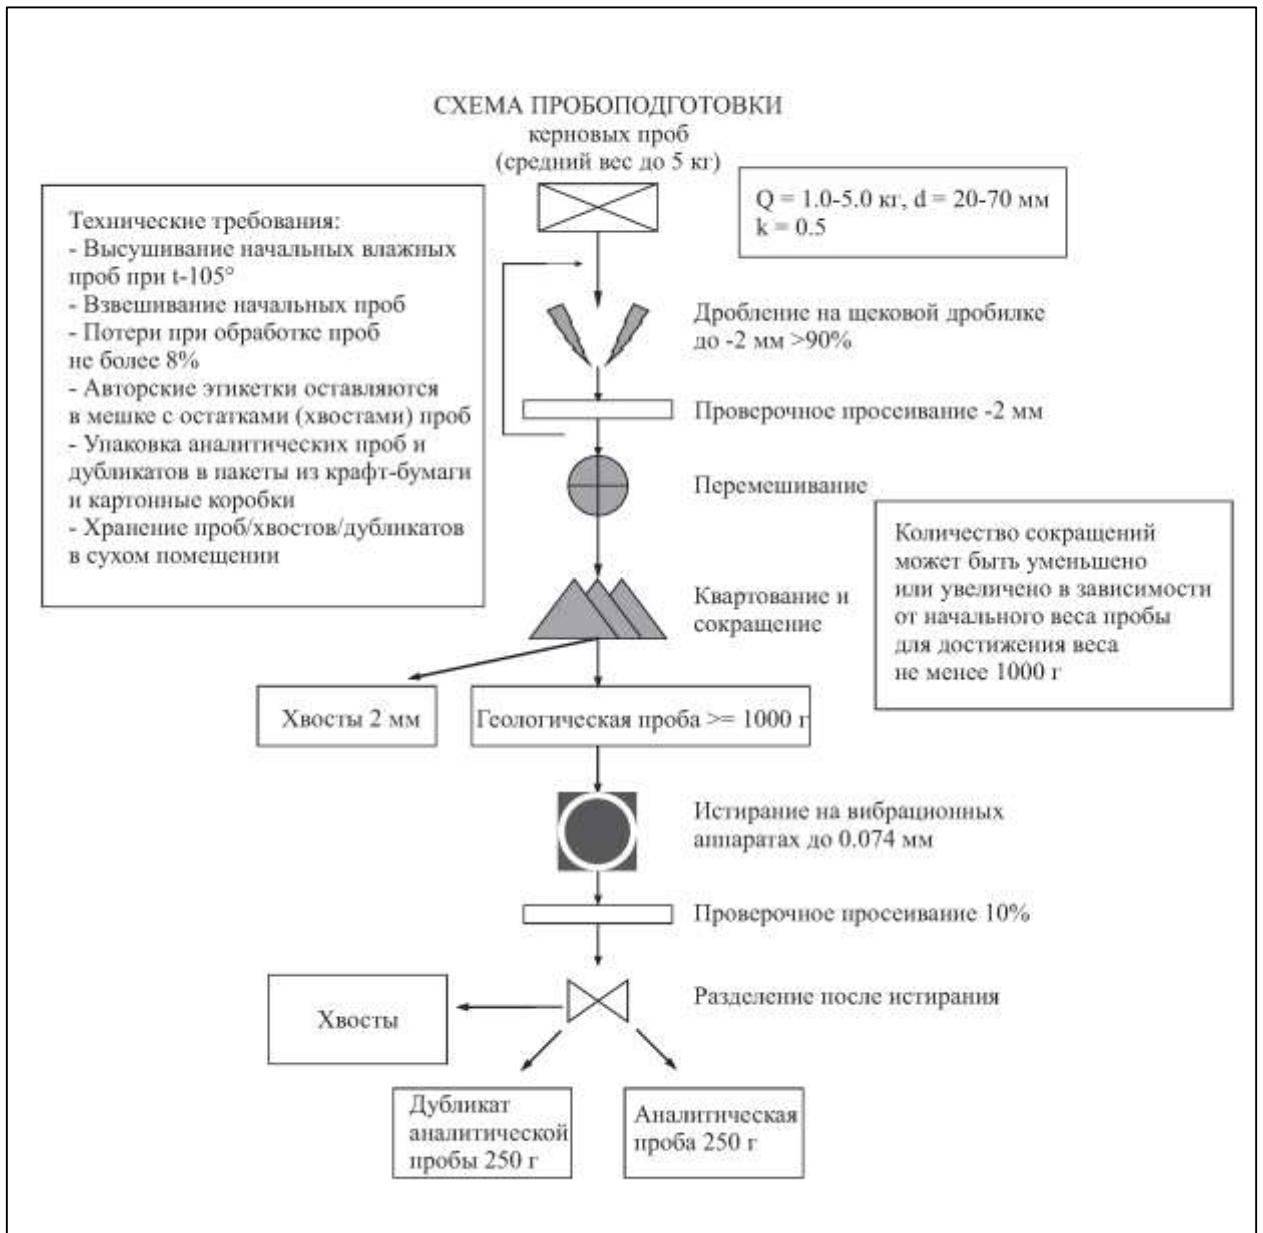 СХЕМА ПРОБОПОДГОТОВКИ
керновых проб
(средний вес до 5 кг)
Технические требования:
- Высушивание начальных влажных
проб при t-105°
- Взвешивание начальных проб
- Потери при обработке проб
не более 8%
- Авторские этикетки оставляются
в мешке с остатками (хвостами) проб
- Упаковка аналитических проб и
дубликатов в пакеты из крафт-бумаги
и картонные коробки
- Хранение проб/хвостов/дубликатов
в сухом помещении
Q = 1.0-5.0 кг, d = 20-70 мм
k = 0.5
Дробление на щековой дробилке
до -2 мм >90%
Проверочное просеивание -2 мм
Перемешивание
Количество сокращений
может быть уменьшено
или увеличено в зависимости
от начального веса пробы
для достижения веса
не менее 1000 г
Квартование и
сокращение
Хвосты 2 мм
Геологическая проба >= 1000 г
Истирание на вибрационных
аппаратах до 0.074 мм
Проверочное просеивание 10%
Разделение после истирания
Хвосты
Дубликат
аналитической
пробы 250 г
Аналитическая
проба 250 г